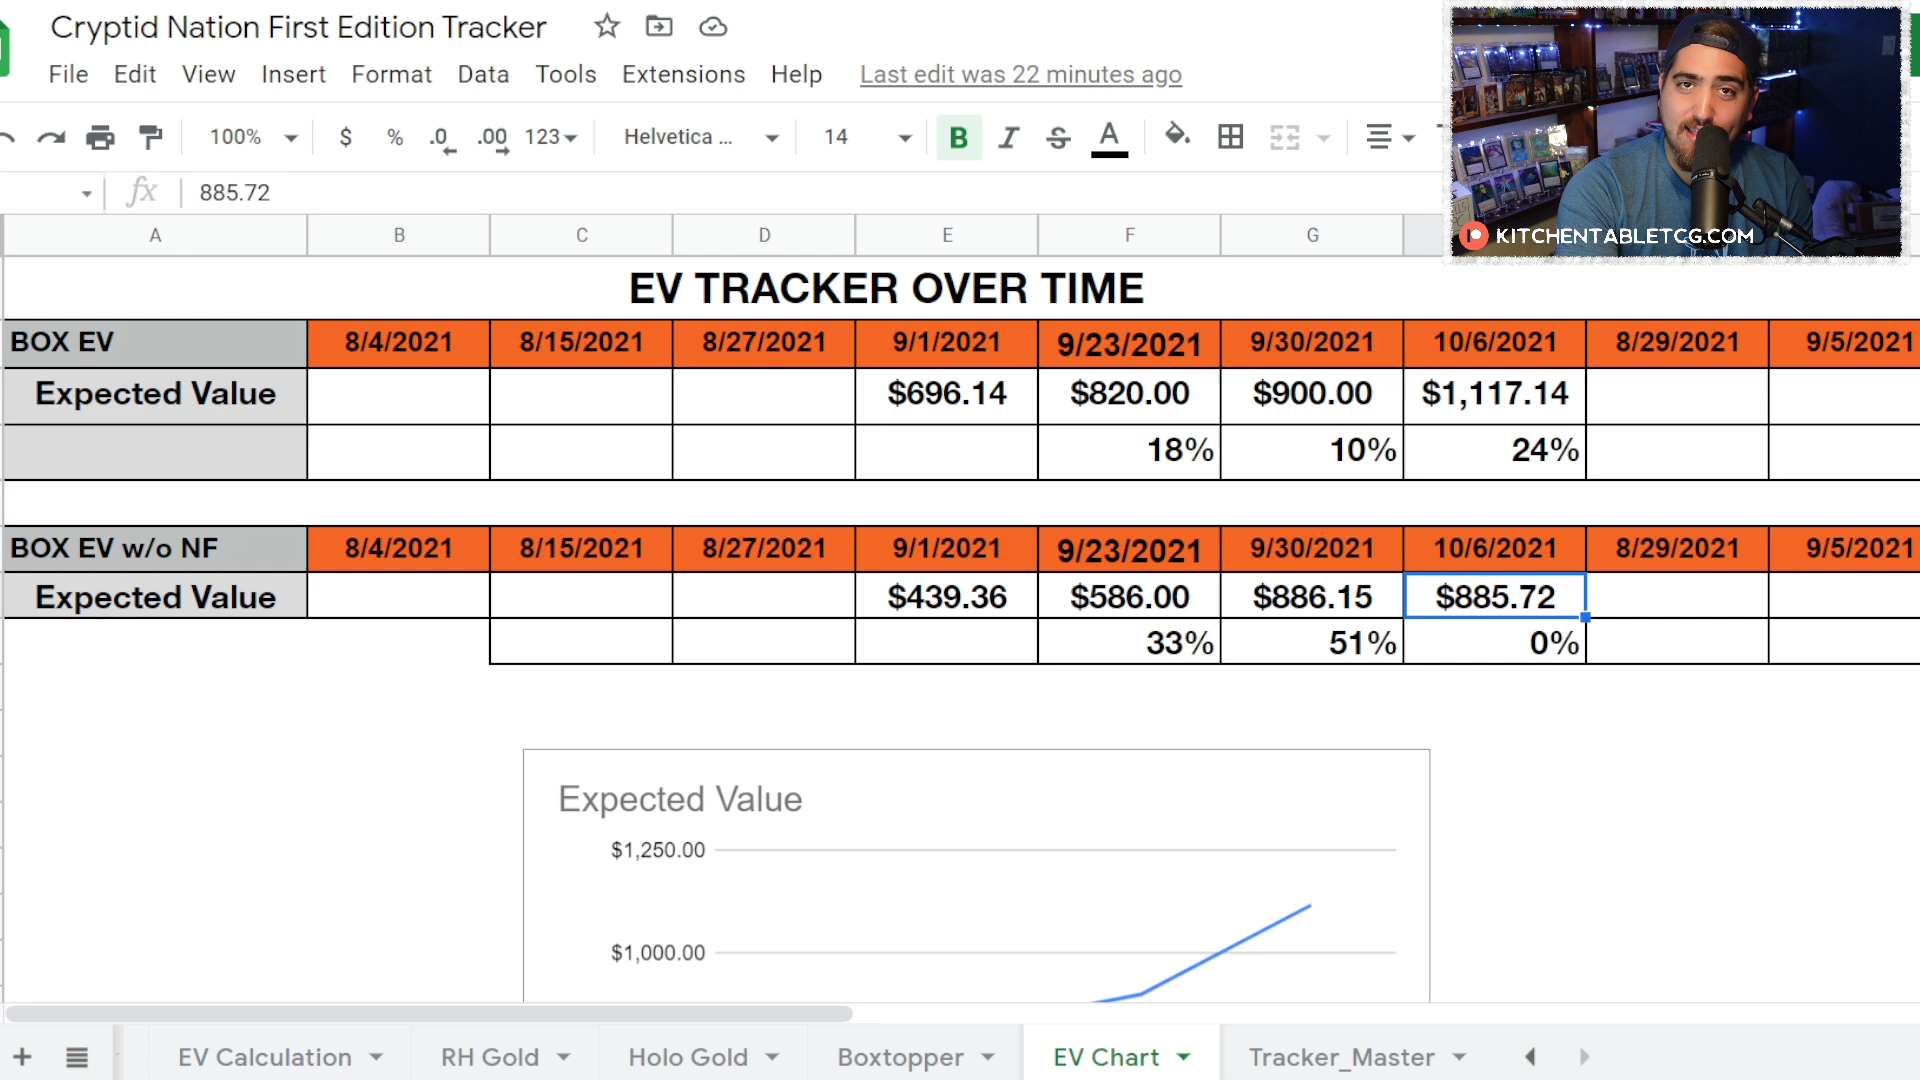 Cryptid Nation First Edition Tracker
File Edit View Insert Format Data Tools Extensions Help Last edit was 22 minutes ago
100% $ % .0 .00 123 Helvetica ... 14 B I S A
fx 885.72
KITCHENTABLETCG.COM
A B C D E F G
EV TRACKER OVER TIME
BOX EV 8/4/2021 8/15/2021 8/27/2021 9/1/2021 9/23/2021 9/30/2021 10/6/2021 8/29/2021 9/5/2021
Expected Value $696.14 $820.00 $900.00 $1,117.14
18% 10% 24%
BOX EV w/o NF 8/4/2021 8/15/2021 8/27/2021 9/1/2021 9/23/2021 9/30/2021 10/6/2021 8/29/2021 9/5/2021
Expected Value $439.36 $586.00 $886.15 $885.72
33% 51% 0%
Expected Value
$1,250.00
$1,000.00
EV Calculation RH Gold Holo Gold Boxtopper EV Chart Tracker_Master